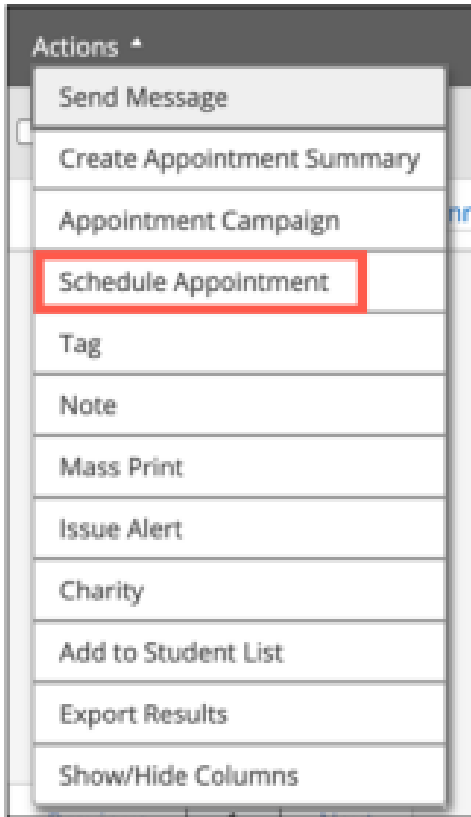 Actions
Send Message
Create Appointment Summary
Appointment Campaign
Schedule Appointment
Tag
Note
Mass Print
Issue Alert
Charity
Add to Student List
Export Results
Show/Hide Columns